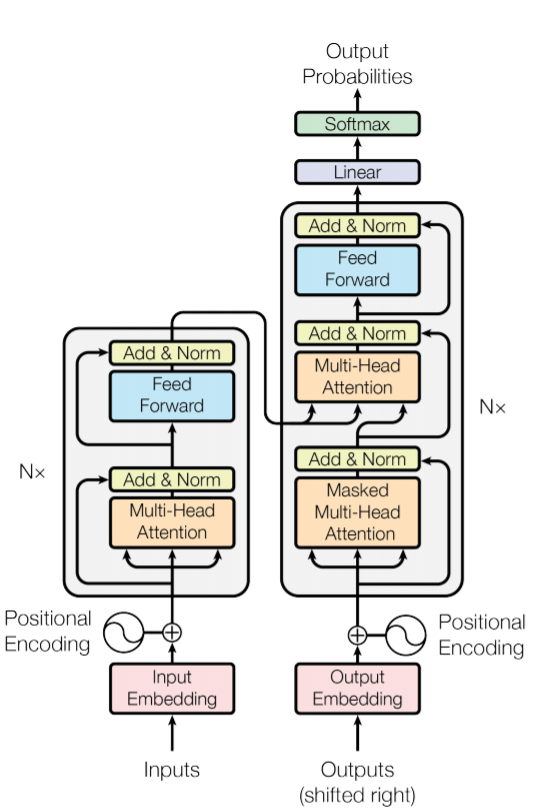 Output
Probabilities
Softmax
Linear
Add & Norm
Feed
Forward
Add & Norm
Multi-Head
Attention
Add & Norm
Masked
Multi-Head
Attention
N×
Add & Norm
Feed
Forward
Add & Norm
Multi-Head
Attention
N×
Positional
Encoding
Positional
Encoding
Input
Embedding
Output
Embedding
Inputs
Outputs
(shifted right)